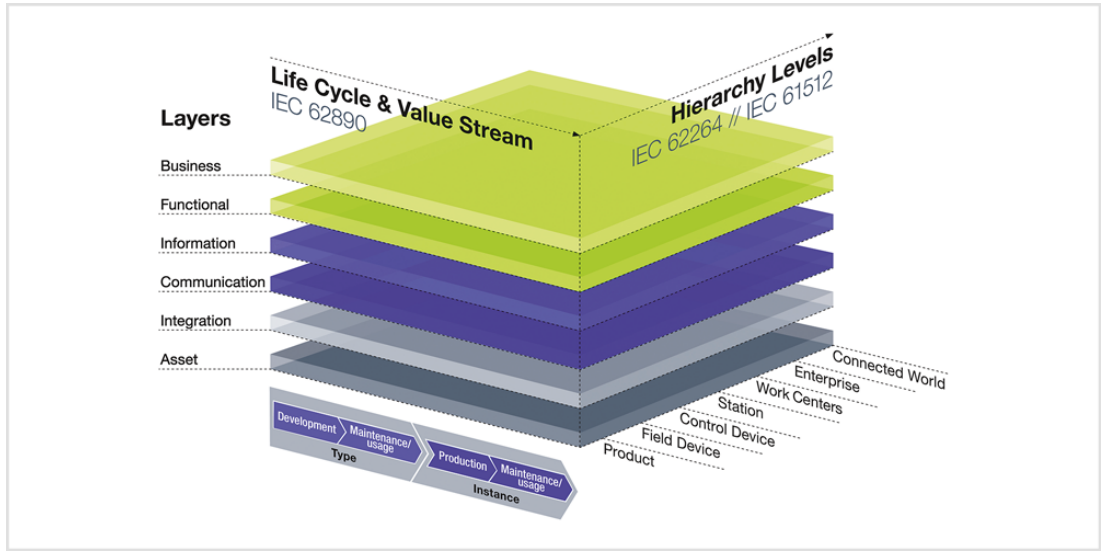 Life Cycle & Value Stream
IEC 62890
Hierarchy Levels
IEC 62264 // IEC 61512
Layers
Business
Functional
Information
Communication
Integration
Asset
Connected World
Enterprise
Work Centers
Station
Control Device
Field Device
Product
Development
Maintenance/
usage
Type
Production
Maintenance/
usage
Instance